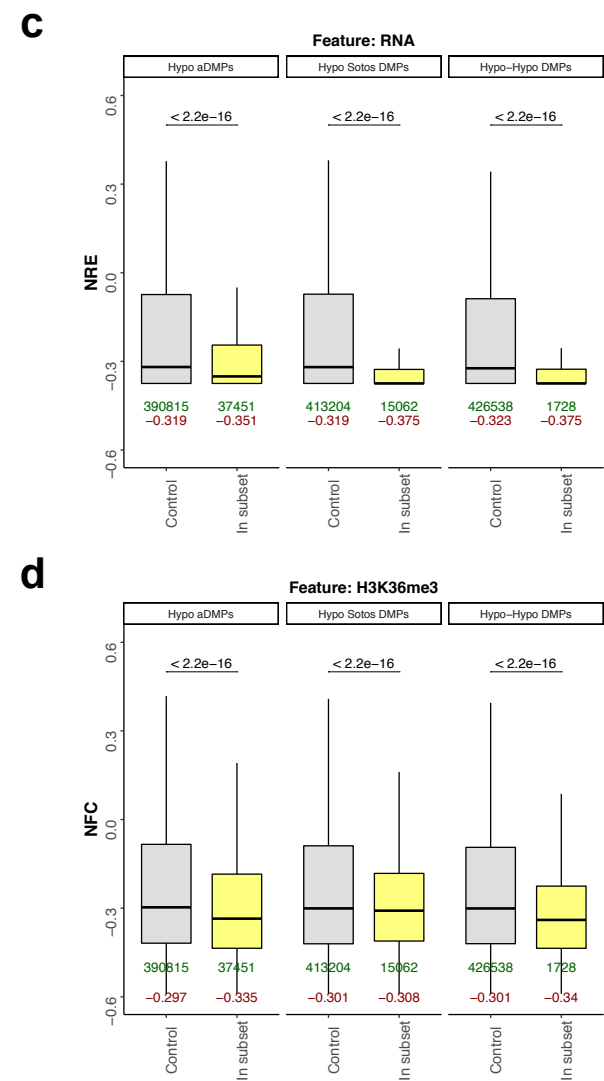 c
Feature: RNA
Hypo aDMPs Hypo Sotos DMPs Hypo−Hypo DMPs
NRE
0.6
0.3
0.0
−0.3
−0.6
< 2.2e−16 < 2.2e−16 < 2.2e−16
390815 37451 413204 15062 426538 1728
−0.319 −0.351 −0.319 −0.375 −0.323 −0.375
Control In subset Control In subset Control In subset
d
Feature: H3K36me3
Hypo aDMPs Hypo Sotos DMPs Hypo−Hypo DMPs
NFC
0.6
0.3
0.0
−0.3
−0.6
< 2.2e−16 < 2.2e−16 < 2.2e−16
390815 37451 413204 15062 426538 1728
−0.297 −0.335 −0.301 −0.308 −0.301 −0.34
Control In subset Control In subset Control In subset